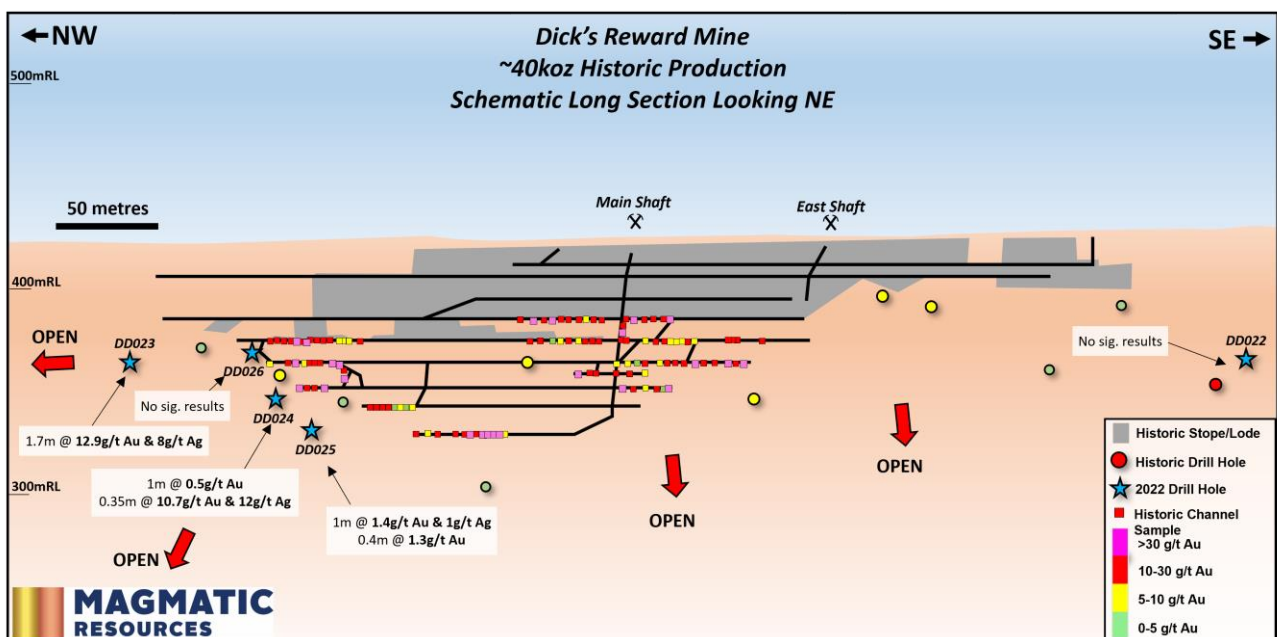 ←NW
SE→
Dick's Reward Mine
~40koz Historic Production
Schematic Long Section Looking NE
500mRL
50 metres
Main Shaft
East Shaft
400mRL
OPEN
DD023
DD026
DD022
No sig. results
No sig. results
DD024
DD025
1.7m @ 12.9g/t Au & 8g/t Ag
1m @ 0.5g/t Au
0.35m @ 10.7g/t Au & 12g/t Ag
1m @ 1.4g/t Au & 1g/t Ag
0.4m @ 1.3g/t Au
300mRL
OPEN
OPEN
OPEN
Historic Stope/Lode
Historic Drill Hole
2022 Drill Hole
Historic Channel
Sample
>30 g/t Au
10-30 g/t Au
5-10 g/t Au
0-5 g/t Au
MAGMATIC
RESOURCES